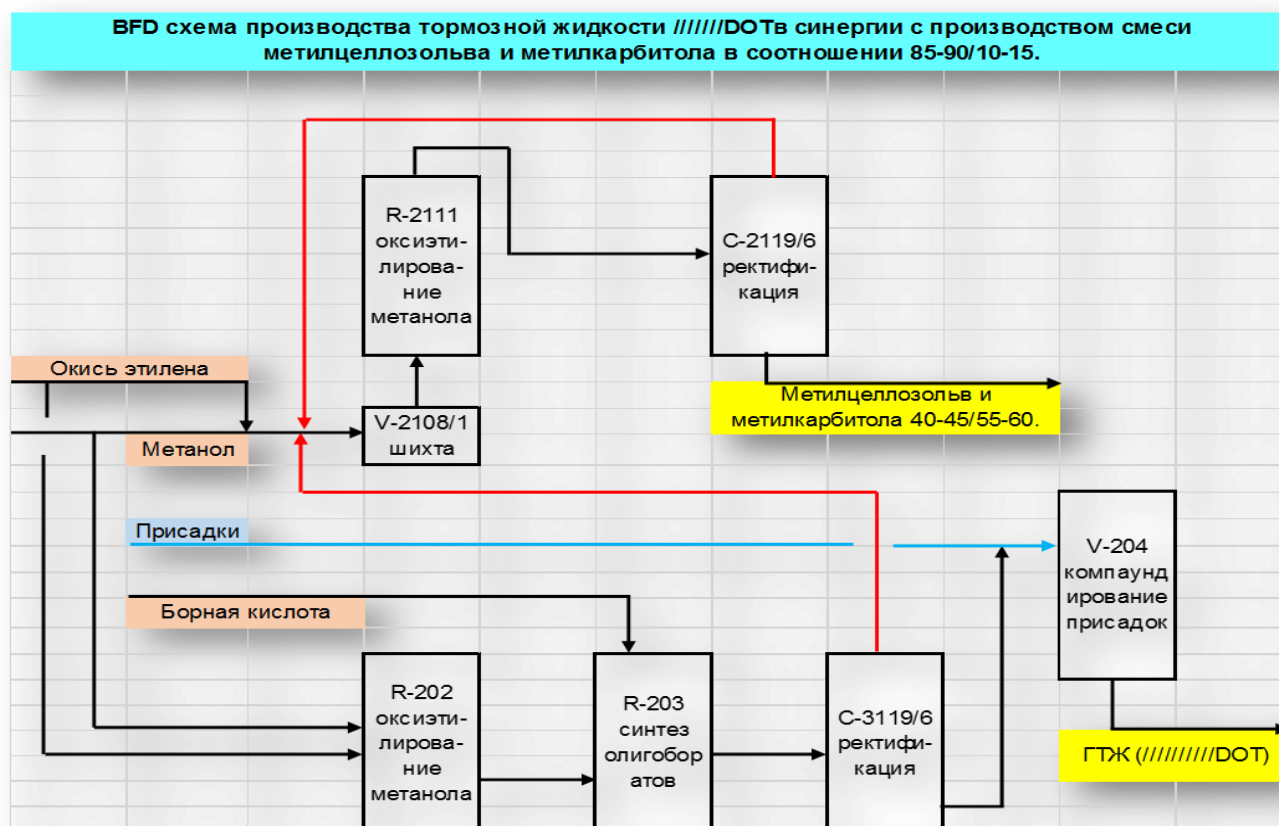 BFD схема производства тормозной жидкости ///////DOTв синергии с производством смеси
метилцеллозольва и метилкарбитола в соотношении 85-90/10-15.
R-2111
оксиэти-
лирова-
ние
метанола
С-2119/6
ректифи-
кация
Окись этилена
Метилцеллозольв и
метилкарбитола 40-45/55-60.
V-2108/1
шихта
Метанол
Присадки
V-204
компаунд
ирование
присадок
Борная кислота
R-202
оксиэти-
лирова-
ние
метанола
R-203
синтез
олигобор
атов
С-3119/6
ректифи-
кация
ГТЖ (//////////DOT)